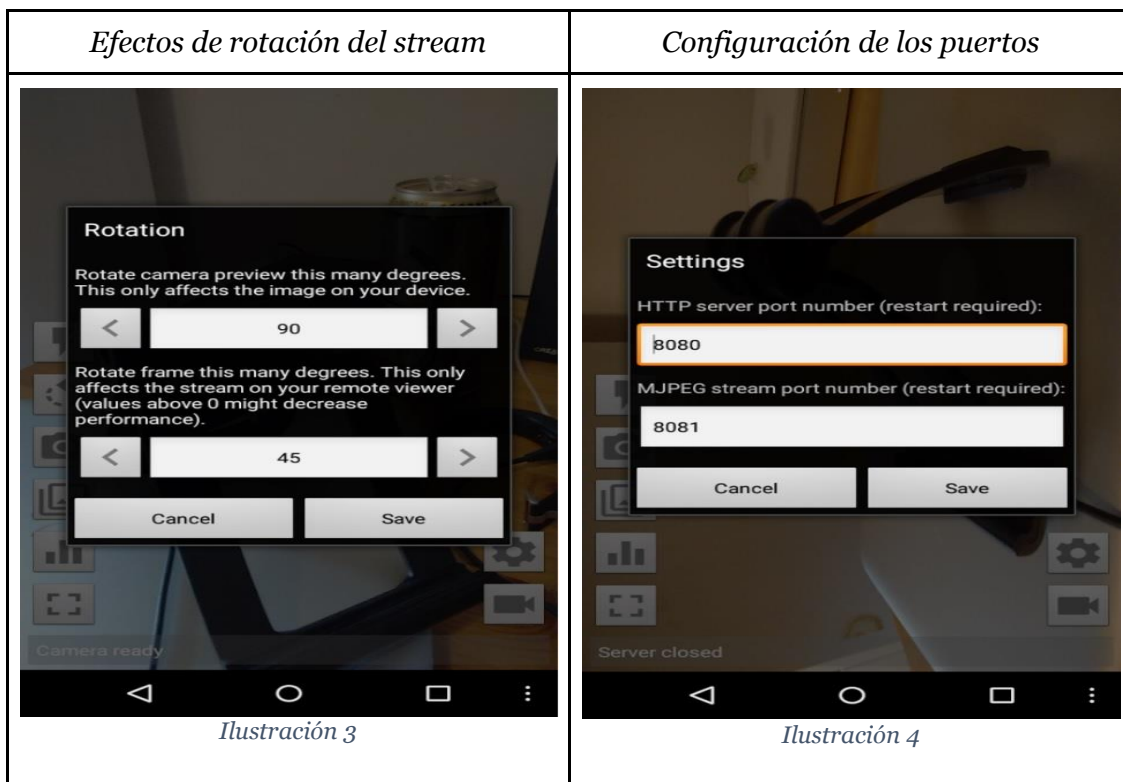 Efectos de rotación del stream
Configuración de los puertos
Rotation
Rotate camera preview this many degrees.
This only affects the image on your device.
<
90
>
Rotate frame this many degrees. This only
affects the stream on your remote viewer
(values above 0 might decrease
performance).
<
45
>
Cancel
Save
Camera ready
Ilustración 3
Settings
HTTP server port number (restart required):
8080
MJPEG stream port number (restart required):
8081
Cancel
Save
Server closed
Ilustración 4